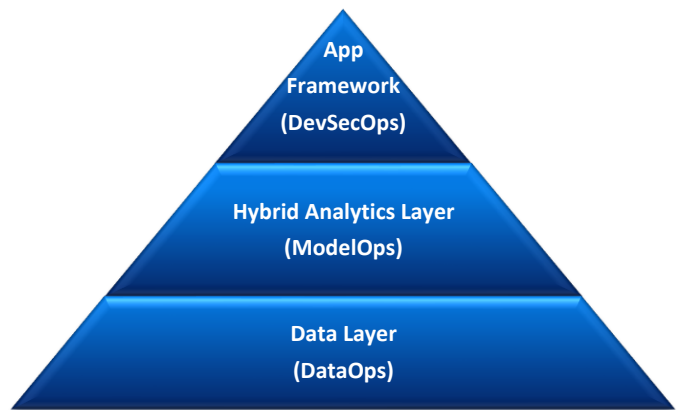 App
Framework
(DevSecOps)
Hybrid Analytics Layer
(ModelOps)
Data Layer
(DataOps)